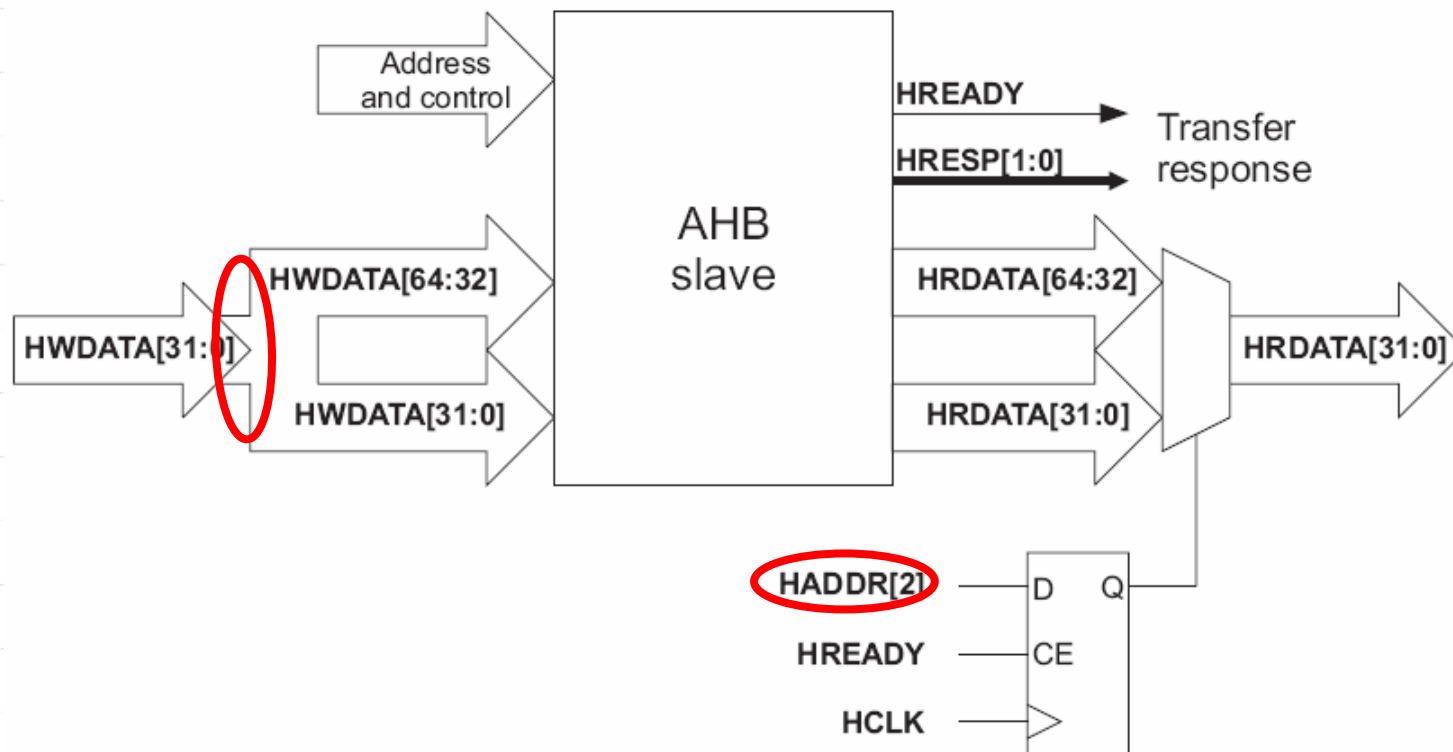 Address
and control
HREADY
HRESP[1:0]
Transfer
response
AHB
slave
HWDATA[64:32]
HWDATA[31:0]
HWDATA[31:0]
HRDATA[64:32]
HRDATA[31:0]
HRDATA[31:0]
HADDR[2]
D
Q
HREADY
CE
HCLK